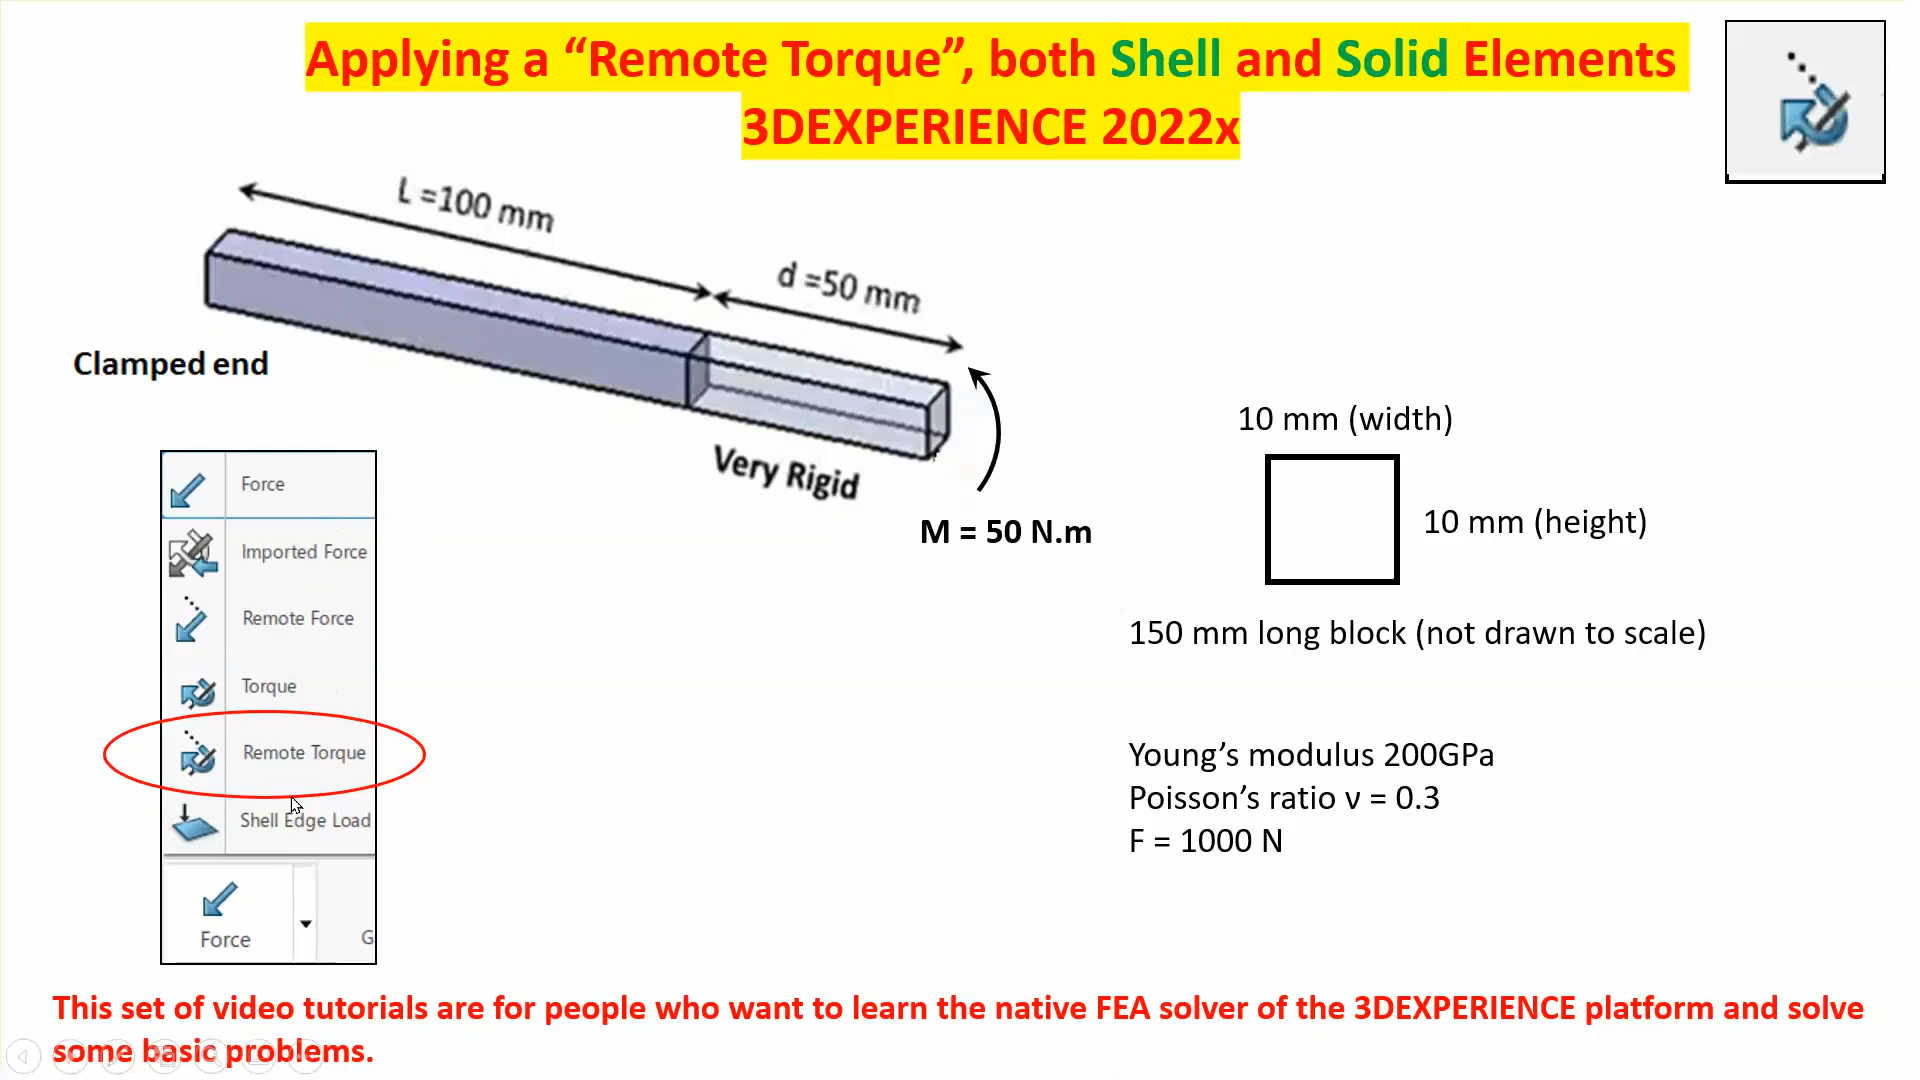 Applying a “Remote Torque”, both Shell and Solid Elements
3DEXPERIENCE 2022x
L =100 mm
d =50 mm
Clamped end
Very Rigid
M = 50 N.m
10 mm (width)
10 mm (height)
150 mm long block (not drawn to scale)
Force
Imported Force
Remote Force
Torque
Remote Torque
Shell Edge Load
Force
G
Young’s modulus 200GPa
Poisson’s ratio ν = 0.3
F = 1000 N
This set of video tutorials are for people who want to learn the native FEA solver of the 3DEXPERIENCE platform and solve
some basic problems.